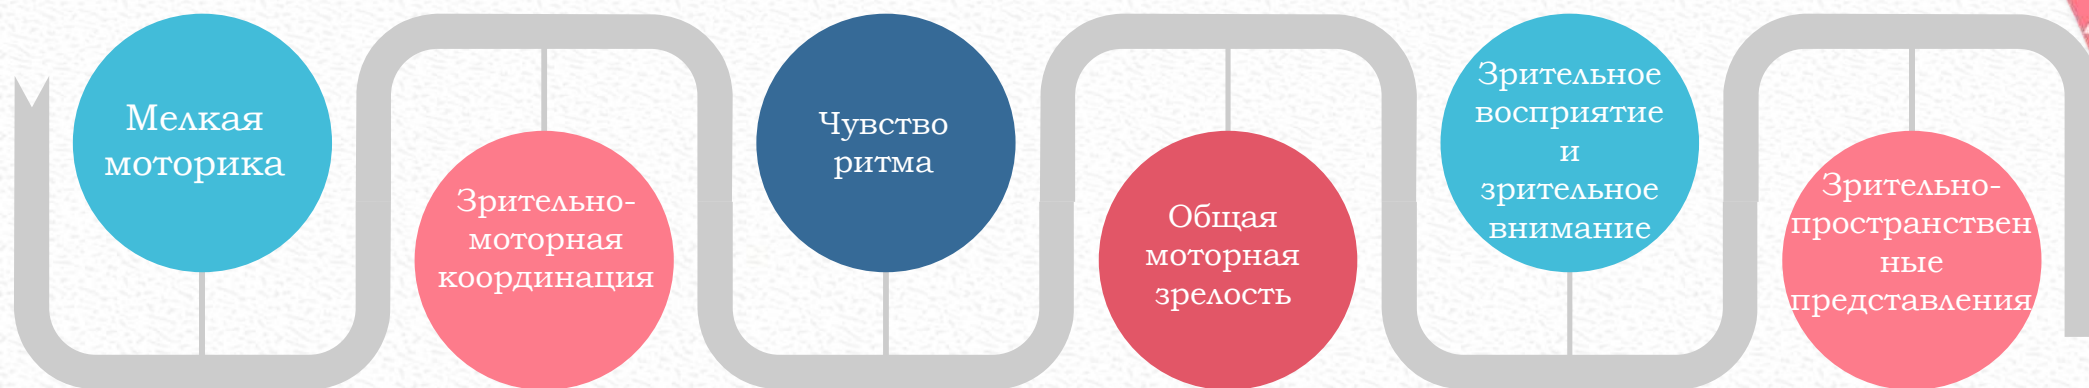 Мелкая
моторика
Зрительно-
моторная
координация
Чувство
ритма
Общая
моторная
зрелость
Зрительное
восприятие
и
зрительное
внимание
Зрительно-
пространствен
ные
представления